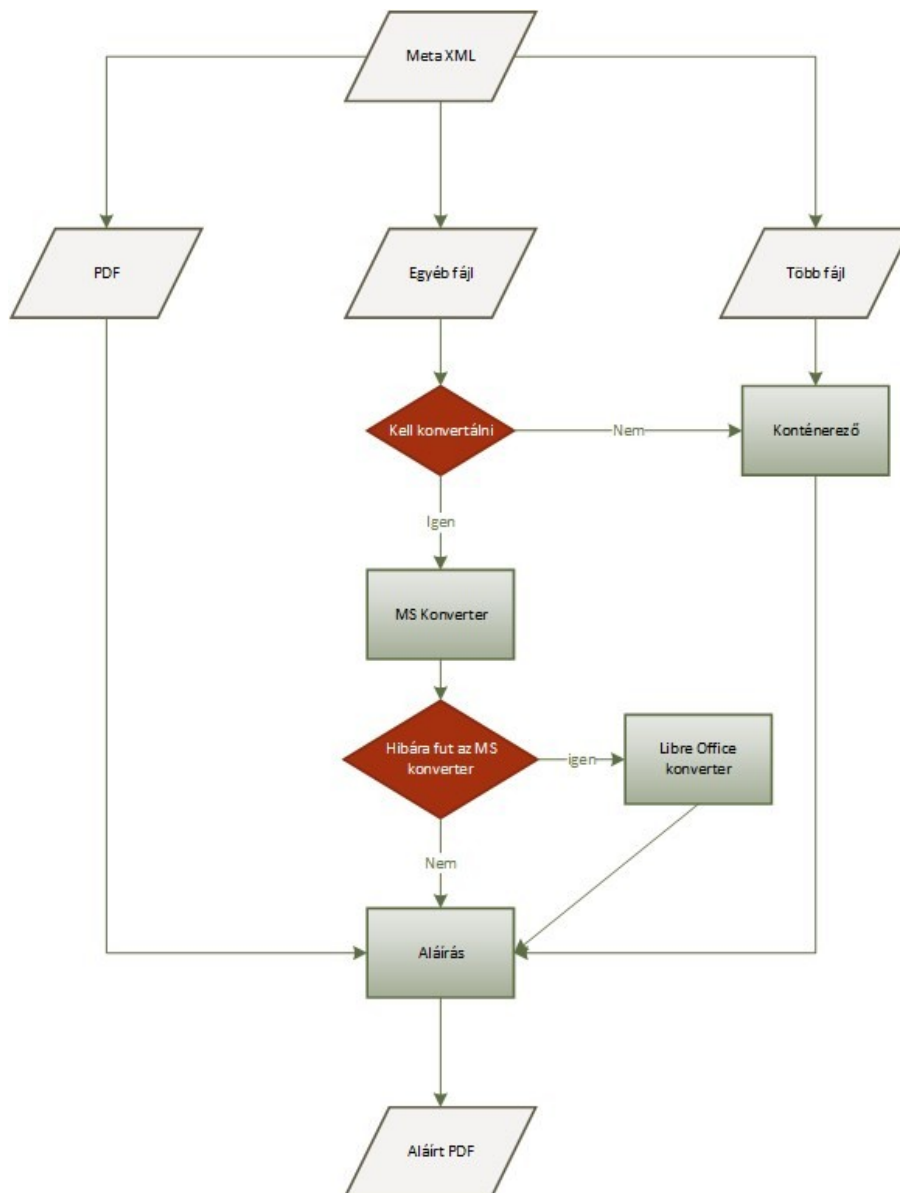 Meta XML
PDF
Egyéb fájl
Több fájl
Kell konvertálni
Nem
Konténerező
Igen
MS Konverter
Hibára fut az MS
konverter
igen
Libre Office
konverter
Nem
Aláírás
Aláírt PDF